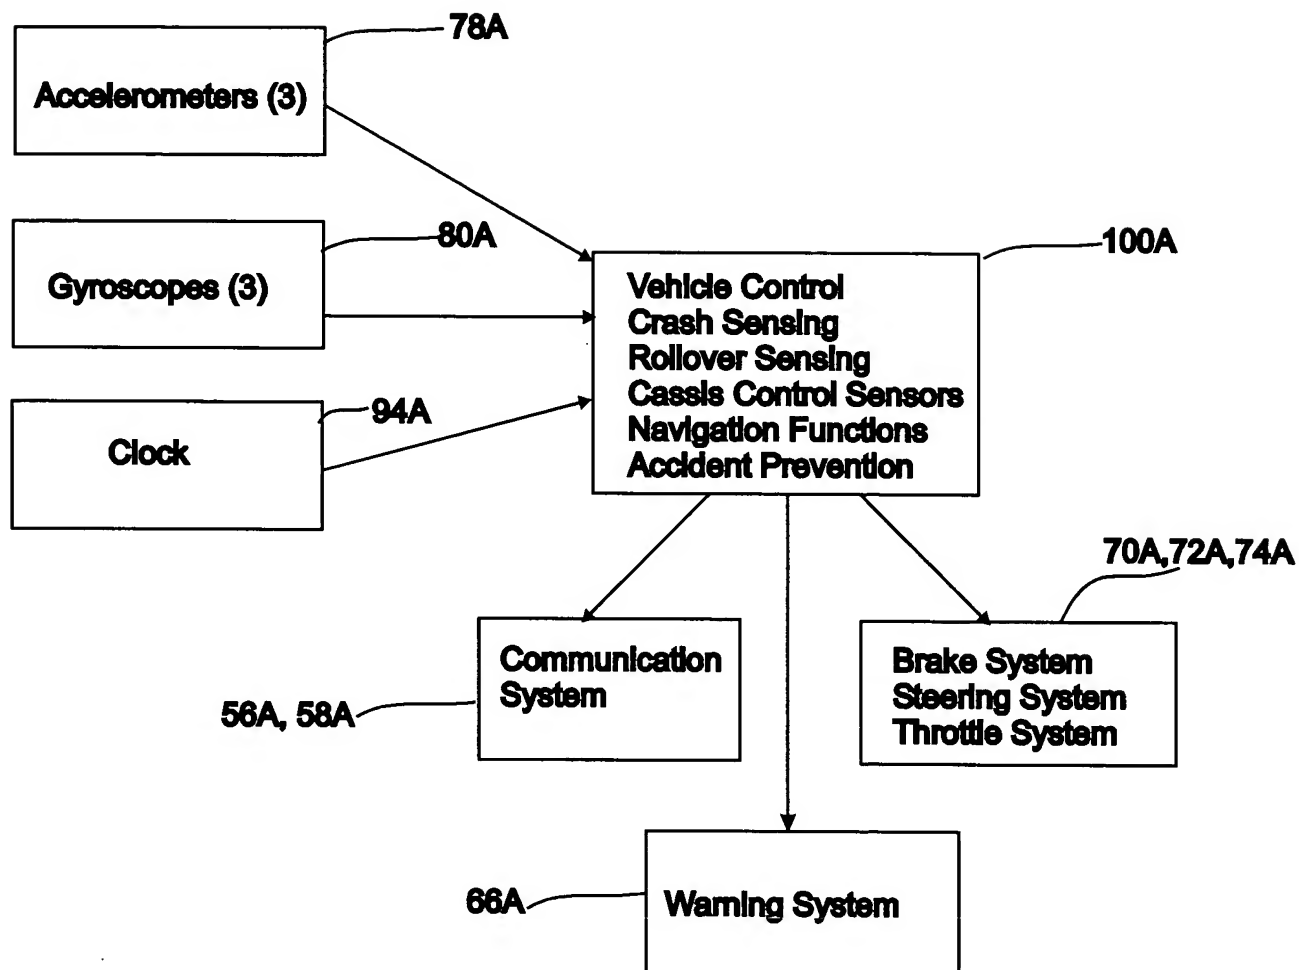 78A
Accelerometers (3)
80A
Gyroscopes (3)
94A
Clock
100A
Vehicle Control
Crash Sensing
Rollover Sensing
Cassis Control Sensors
Navigation Functions
Accident Prevention
70A,72A,74A
Communication
System
56A, 58A
Brake System
Steering System
Throttle System
66A
Warning System